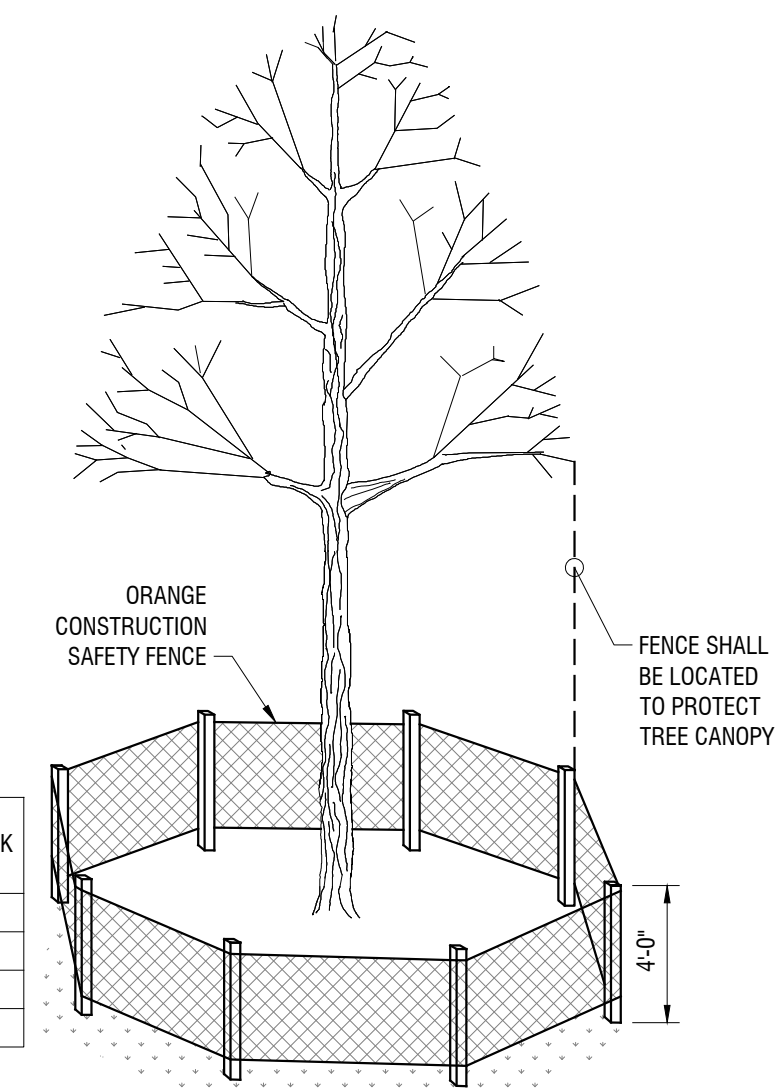 ORANGE
CONSTRUCTION
SAFETY FENCE
FENCE SHALL
BE LOCATED
TO PROTECT
TREE CANOPY
K
4'-0"